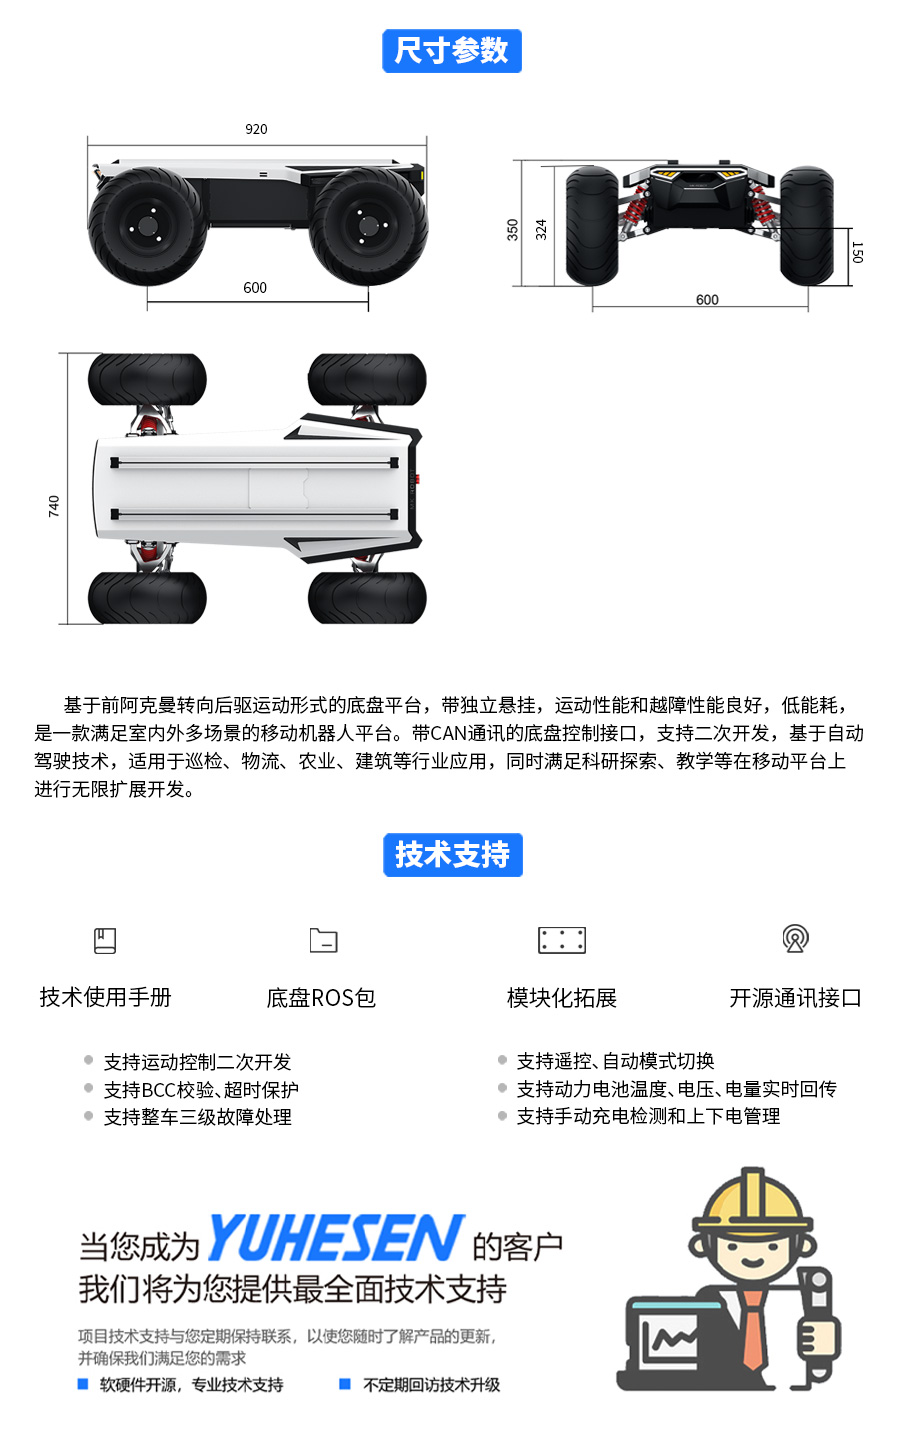 尺寸参数
920
600
350
324
150
600
740
基于前阿克曼转向后驱运动形式的底盘平台，带独立悬挂，运动性能和越障性能良好，低能耗，
是一款满足室内外多场景的移动机器人平台。带CAN通讯的底盘控制接口，支持二次开发，基于自动
驾驶技术，适用于巡检、物流、农业、建筑等行业应用，同时满足科研探索、教学等在移动平台上
进行无限扩展开发。
技术支持
技术使用手册
底盘ROS包
模块化拓展
开源通讯接口
支持运动控制二次开发
支持BCC校验、超时保护
支持整车三级故障处理
支持遥控、自动模式切换
支持动力电池温度、电压、电量实时回传
支持手动充电检测和上下电管理
当您成为YUHESEN的客户
我们将为您提供最全面技术支持
项目技术支持与您定期保持联系，以使您随时了解产品的更新，
并确保我们满足您的需求
软硬件开源，专业技术支持
不定期回访技术升级